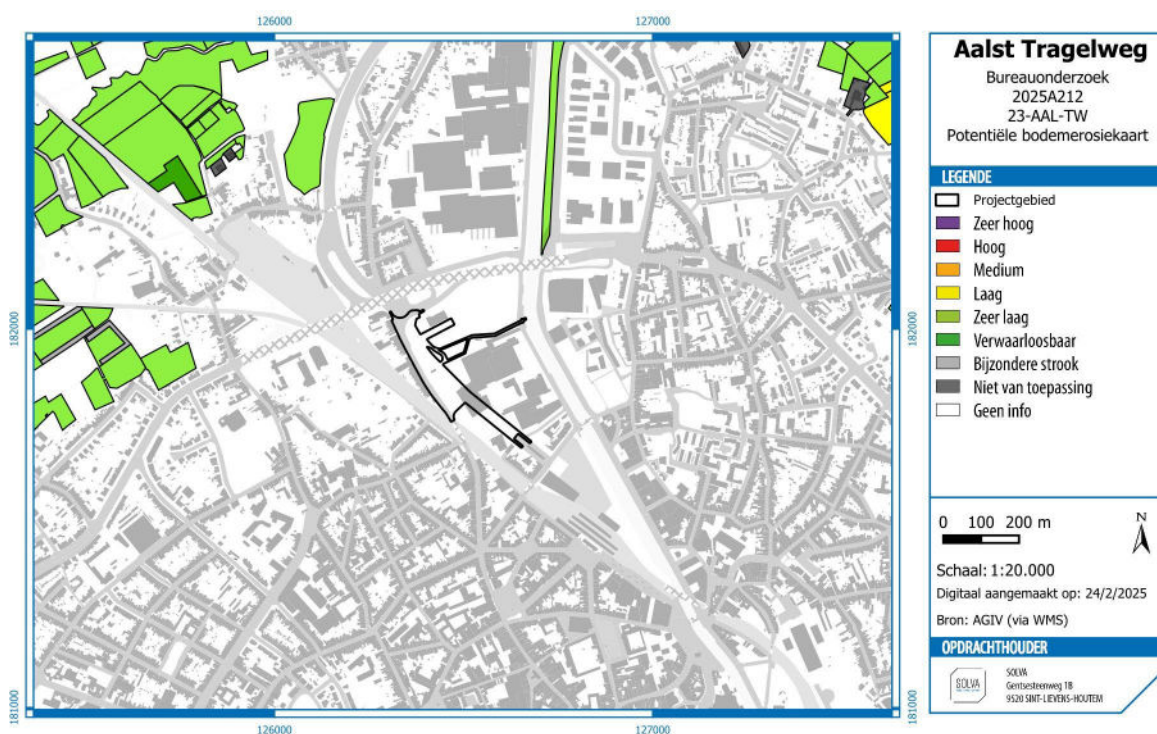 126000
127000
182000
182000
181000
181000
126000
127000
Aalst Tragelweg
Bureauonderzoek
2025A212
23-AAL-TW
Potentiële bodemerosiekaart
LEGENDE
Projectgebied
Zeer hoog
Hoog
Medium
Laag
Zeer laag
Verwaarloosbaar
Bijzondere strook
Niet van toepassing
Geen info
0 100 200 m
N
Schaal: 1:20.000
Digitaal aangemaakt op: 24/2/2025
Bron: AGIV (via WMS)
OPDRACHTHOUDER
SOLVA
SOLVA
Gentsesteenweg 1B
9520 SINT-LIEVENS-HOUTEM